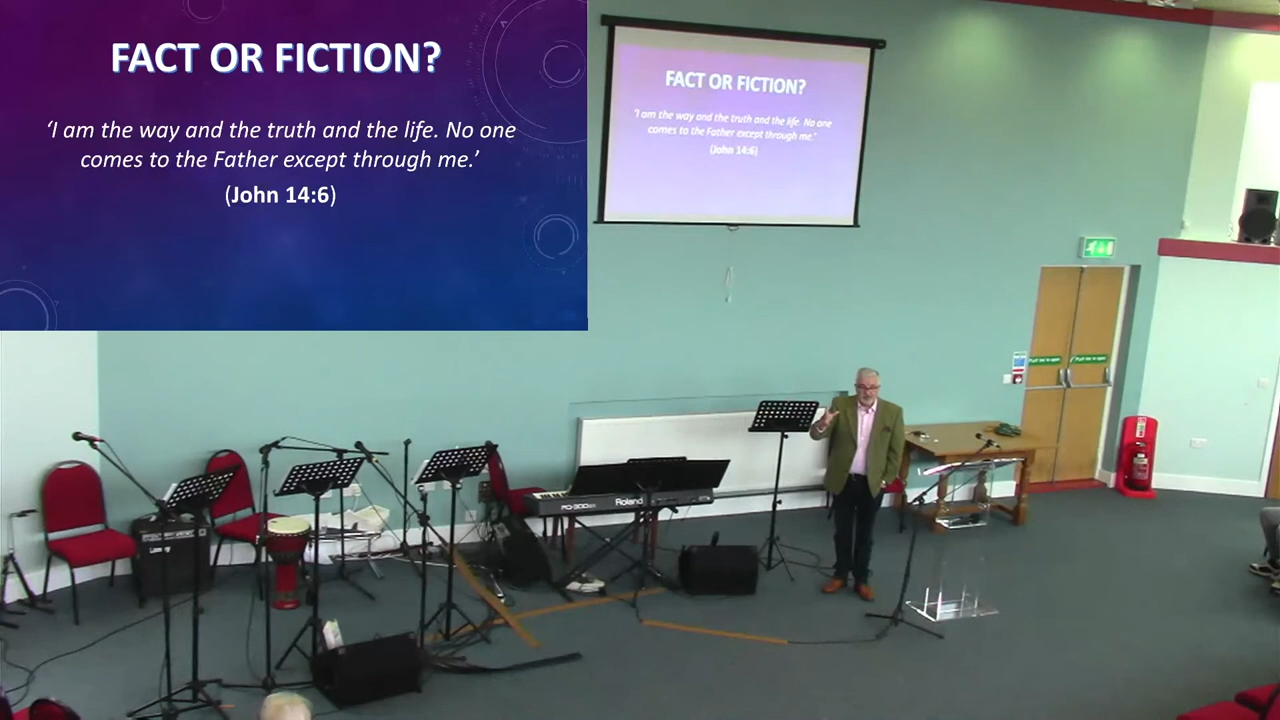 FACT OR FICTION?
‘I am the way and the truth and the life. No one
comes to the Father except through me.’
(John 14:6)
FACT OR FICTION?
‘I am the way and the truth and the life. No one
comes to the Father except through me.’
(John 14:6)
Roland